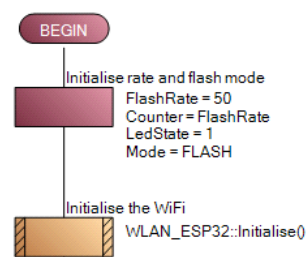 BEGIN
Initialise rate and flash mode
FlashRate = 50
Counter = FlashRate
LedState = 1
Mode = FLASH
Initialise the WiFi
WLAN_ESP32::Initialise()